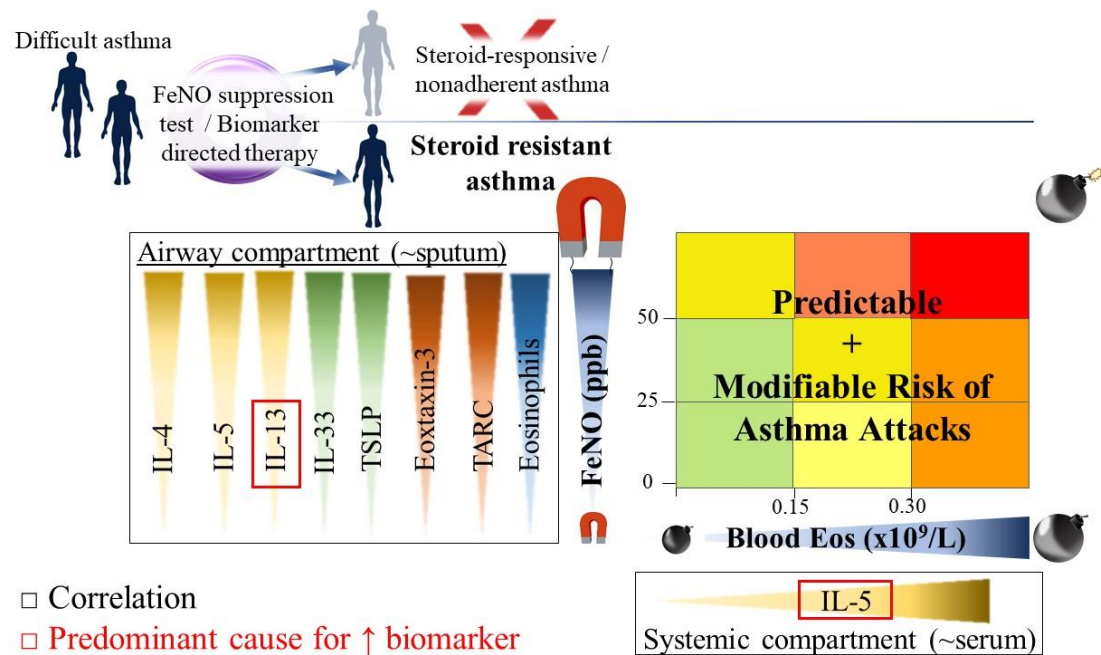 Difficult asthma
FeNO suppression
test / Biomarker
directed therapy
Steroid-responsive /
nonadherent asthma
Steroid resistant
asthma
Airway compartment (~sputum)
IL-4
IL-5
IL-13
IL-33
TSLP
Eoxtaxin-3
TARC
Eosinophils
FeNO (ppb)
50
25
0
Predictable
+
Modifiable Risk of
Asthma Attacks
0.15
0.30
Blood Eos (x10⁹/L)
IL-5
Systemic compartment (~serum)
□ Correlation
□ Predominant cause for ↑ biomarker